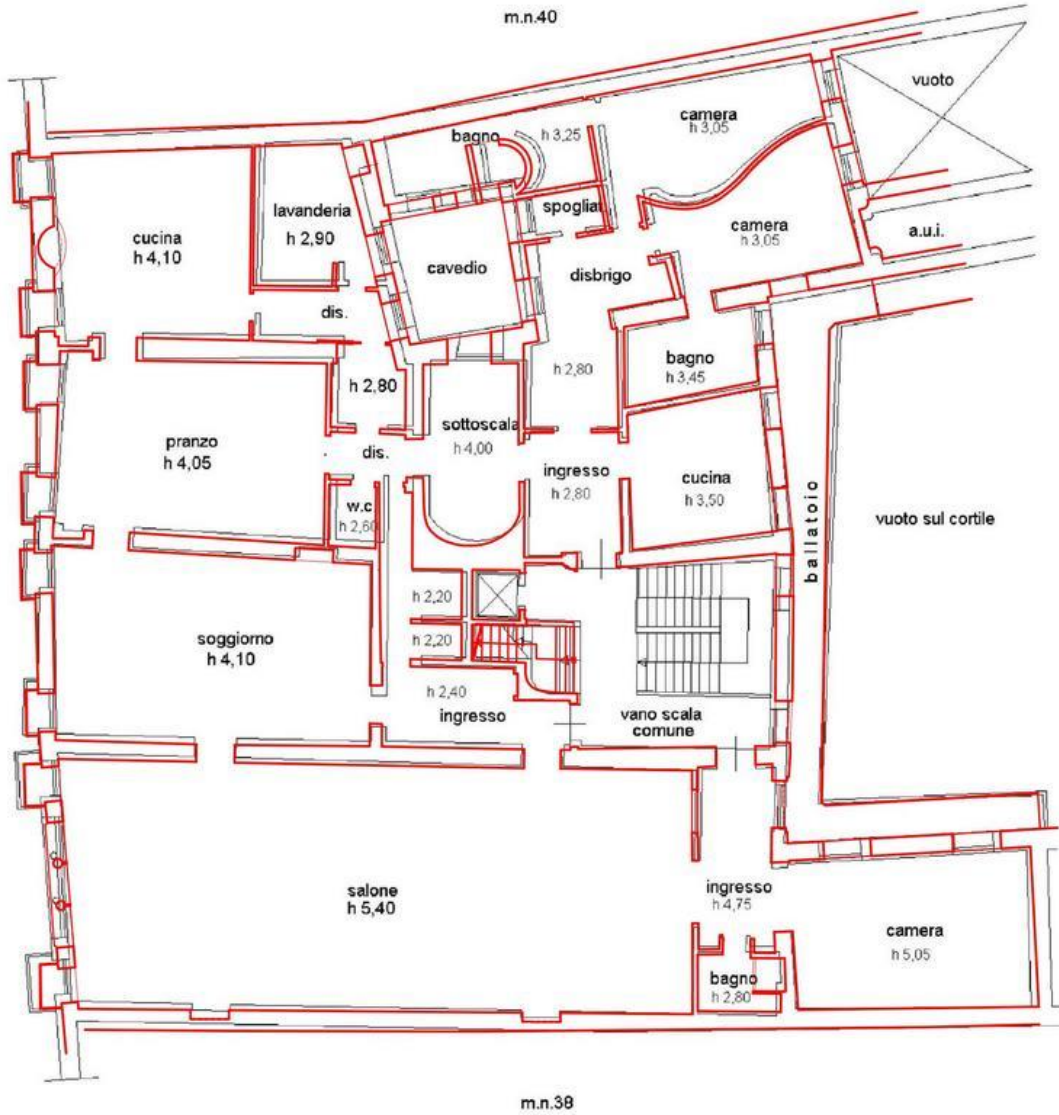 m.n.40
vuoto
camera
h 3,05
bagno
h 3,25
lavanderia
h 2,90
spogliat
cucina
h 4,10
camera
h 3,05
a.u.i.
cavedio
disbrigo
dis.
h 2,80
h 2,80
bagno
h 3,45
sottoscala
h 4,00
pranzo
h 4,05
dis.
ingresso
h 2,80
cucina
h 3,50
w.c
h 2,60
ballatoio
vuoto sul cortile
h 2,20
soggiorno
h 4,10
h 2,20
h 2,40
ingresso
vano scala
comune
salone
h 5,40
ingresso
h 4,75
camera
h 5,05
bagno
h 2,80
m.n.38